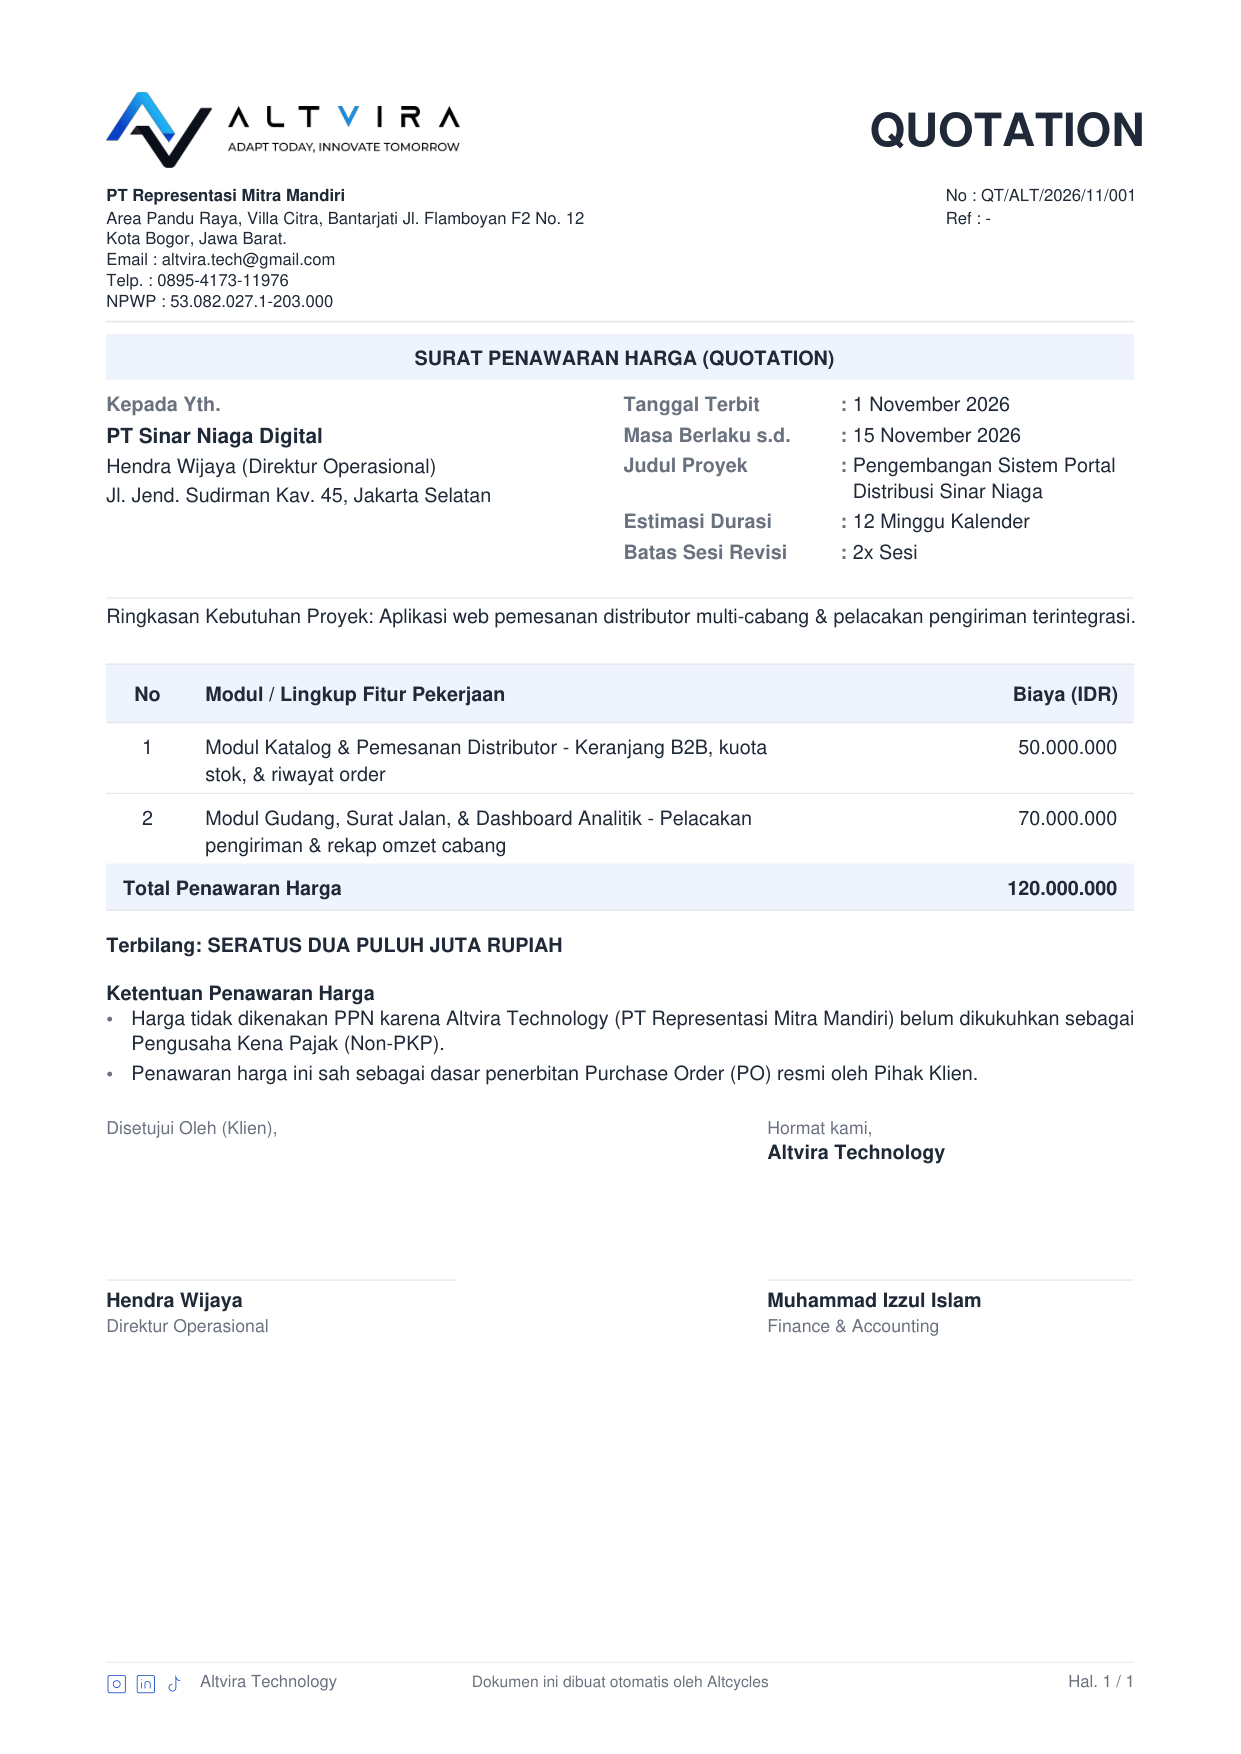 ALTVIRA
ADAPT TODAY, INNOVATE TOMORROW
QUOTATION
PT Representasi Mitra Mandiri
Area Pandu Raya, Villa Citra, Bantarjati Jl. Flamboyan F2 No. 12
Kota Bogor, Jawa Barat.
Email : altvira.tech@gmail.com
Telp. : 0895-4173-11976
NPWP : 53.082.027.1-203.000
No : QT/ALT/2026/11/001
Ref : -
SURAT PENAWARAN HARGA (QUOTATION)
Kepada Yth.
PT Sinar Niaga Digital
Hendra Wijaya (Direktur Operasional)
Jl. Jend. Sudirman Kav. 45, Jakarta Selatan
Tanggal Terbit : 1 November 2026
Masa Berlaku s.d. : 15 November 2026
Judul Proyek : Pengembangan Sistem Portal
Distribusi Sinar Niaga
Estimasi Durasi : 12 Minggu Kalender
Batas Sesi Revisi : 2x Sesi
Ringkasan Kebutuhan Proyek: Aplikasi web pemesanan distributor multi-cabang & pelacakan pengiriman terintegrasi.
No Modul / Lingkup Fitur Pekerjaan Biaya (IDR)
1 Modul Katalog & Pemesanan Distributor - Keranjang B2B, kuota 50.000.000
stok, & riwayat order
2 Modul Gudang, Surat Jalan, & Dashboard Analitik - Pelacakan 70.000.000
pengiriman & rekap omzet cabang
Total Penawaran Harga 120.000.000
Terbilang: SERATUS DUA PULUH JUTA RUPIAH
Ketentuan Penawaran Harga
• Harga tidak dikenakan PPN karena Altvira Technology (PT Representasi Mitra Mandiri) belum dikukuhkan sebagai
Pengusaha Kena Pajak (Non-PKP).
• Penawaran harga ini sah sebagai dasar penerbitan Purchase Order (PO) resmi oleh Pihak Klien.
Disetujui Oleh (Klien),
Hormat kami,
Altvira Technology
Hendra Wijaya
Direktur Operasional
Muhammad Izzul Islam
Finance & Accounting
in Altvira Technology Dokumen ini dibuat otomatis oleh Altcycles Hal. 1 / 1